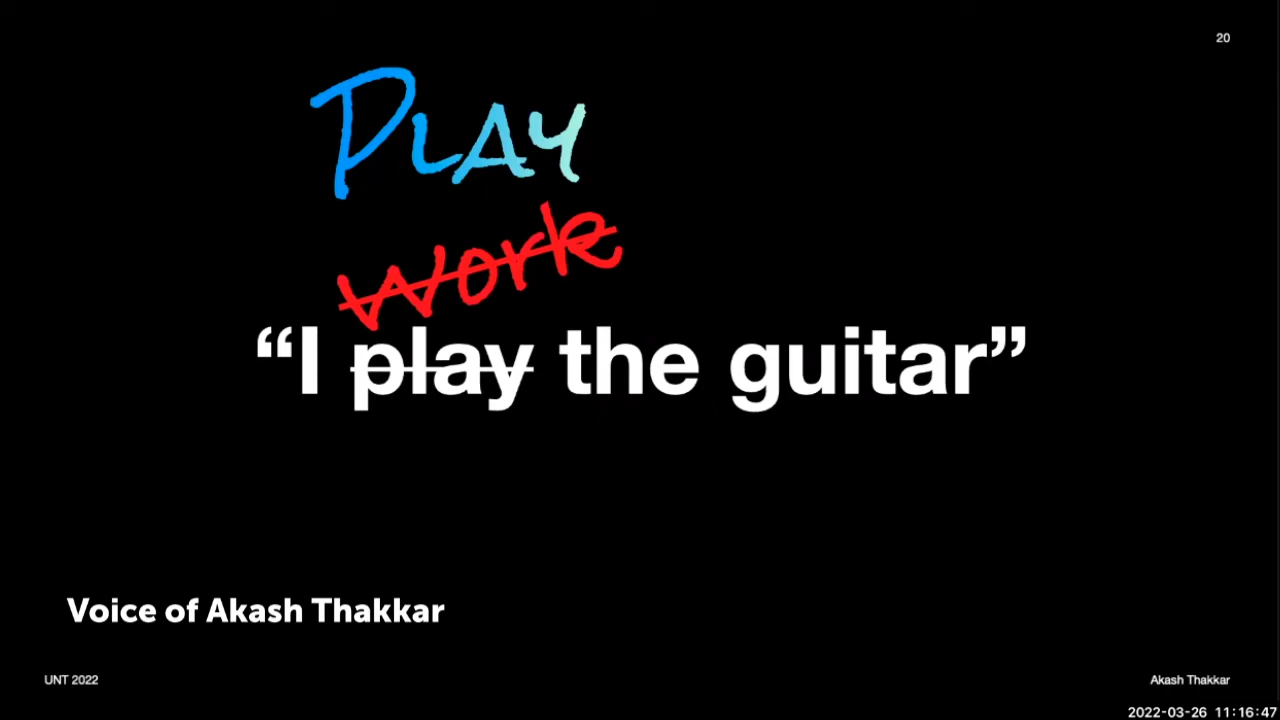 20
PLAY
Work
“I play the guitar”
Voice of Akash Thakkar
UNT 2022
Akash Thakkar
2022-03-26 11:16:47